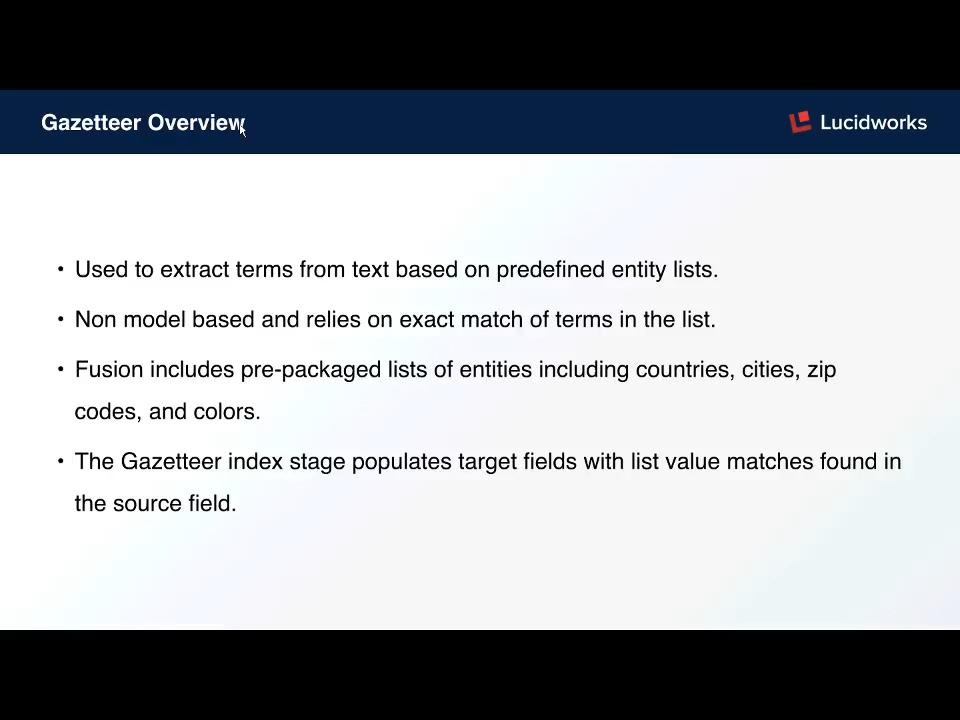 Gazetteer Overview
Lucidworks
• Used to extract terms from text based on predefined entity lists.
• Non model based and relies on exact match of terms in the list.
• Fusion includes pre-packaged lists of entities including countries, cities, zip
codes, and colors.
• The Gazetteer index stage populates target fields with list value matches found in
the source field.